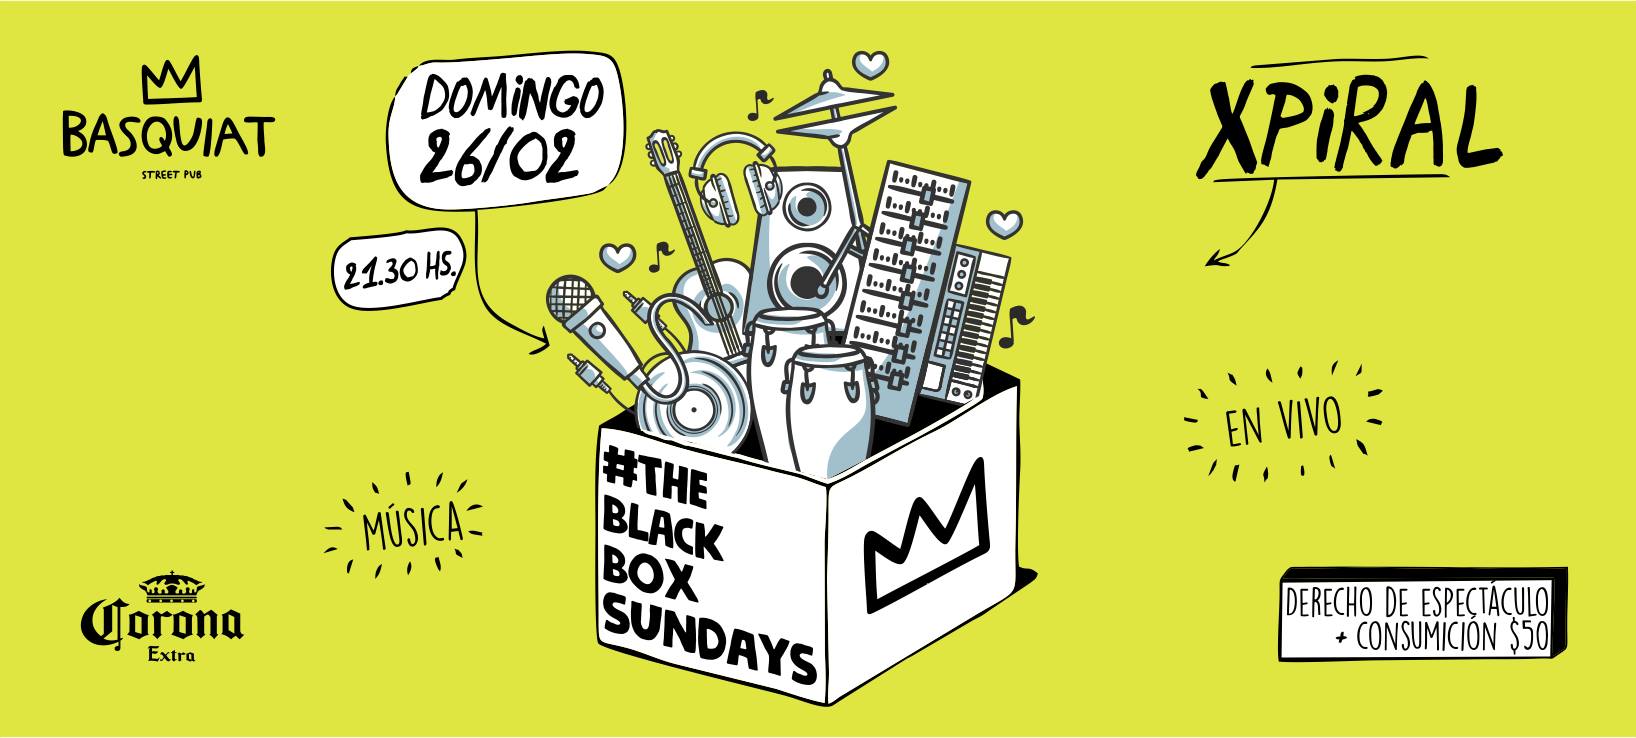 BASQUIAT
STREET PUB
DOMiNGO
26/02
21.30 HS.
XPiRAL
EN VIVO
MÚSICA
#THE
BLACK
BOX
SUNDAYS
Corona
Extra
DERECHO DE ESPECTÁCULO
+ CONSUMICIÓN $50